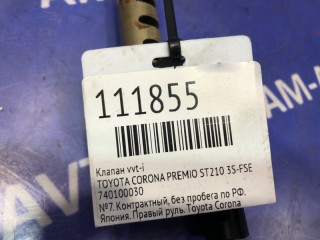 111855
Клапан vvt-i
TOYOTA CORONA PREMIO ST210 3S-FSE
740100030
№7. Контрактный, без пробега по РФ.
Япония. Правый руль. Toyota Corona
AM-A